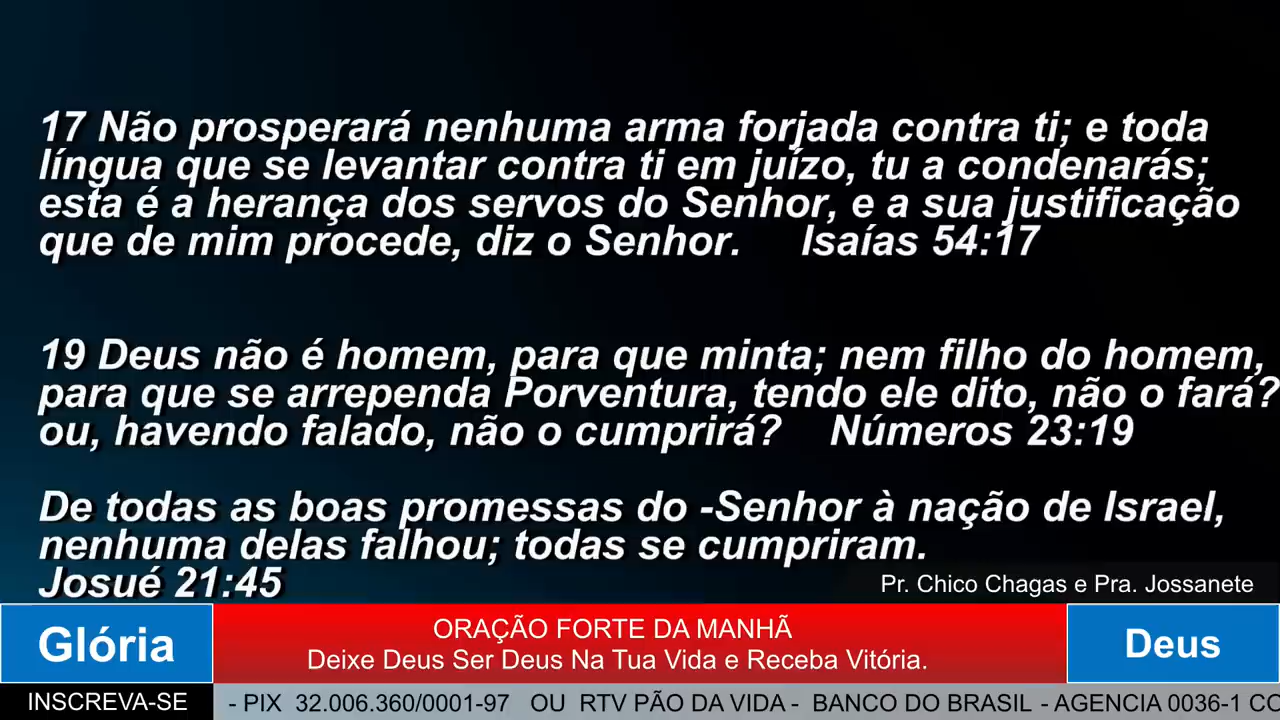 17 Não prosperará nenhuma arma forjada contra ti; e toda
língua que se levantar contra ti em juízo, tu a condenarás;
esta é a herança dos servos do Senhor, e a sua justificação
que de mim procede, diz o Senhor. Isaías 54:17
19 Deus não é homem, para que minta; nem filho do homem,
para que se arrependa Porventura, tendo ele dito, não o fará?
ou, havendo falado, não o cumprirá? Números 23:19
De todas as boas promessas do -Senhor à nação de Israel,
nenhuma delas falhou; todas se cumpriram.
Josué 21:45
Pr. Chico Chagas e Pra. Jossanete
Glória
ORAÇÃO FORTE DA MANHÃ
Deixe Deus Ser Deus Na Tua Vida e Receba Vitória.
Deus
INSCREVA-SE
- PIX 32.006.360/0001-97 OU RTV PÃO DA VIDA - BANCO DO BRASIL - AGENCIA 0036-1 CO